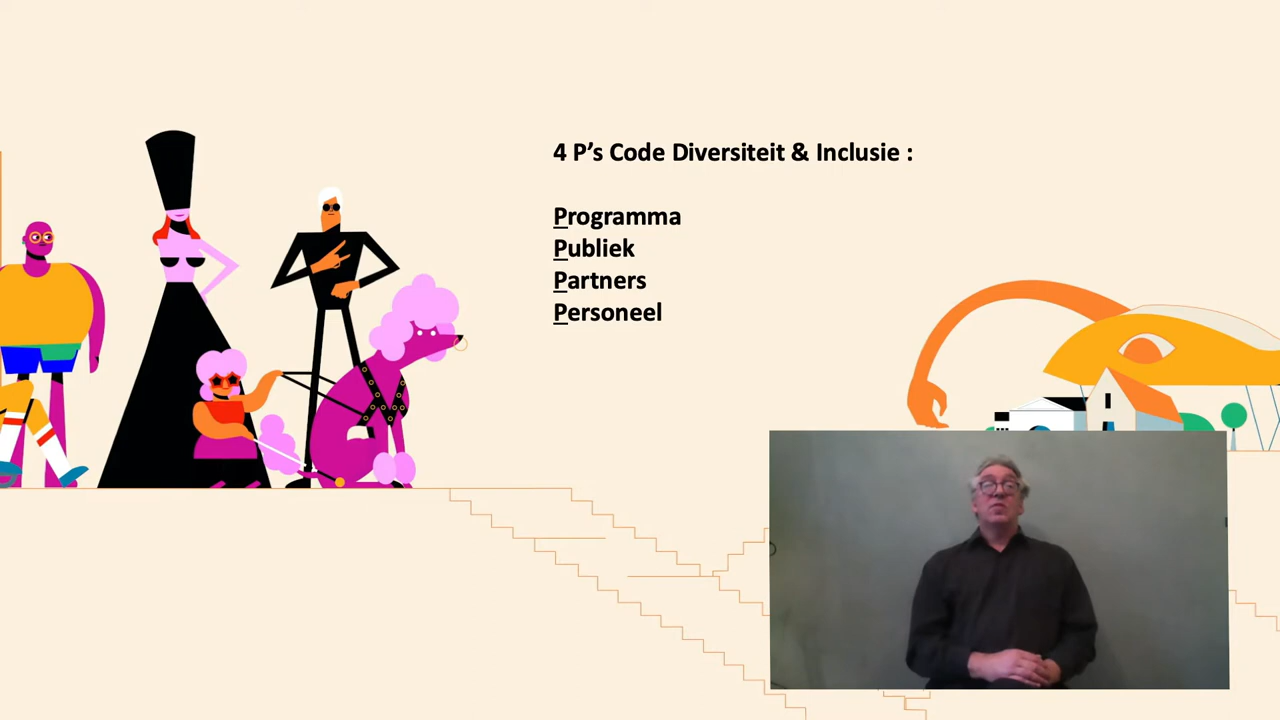 4 P’s Code Diversiteit & Inclusie :
Programma
Publiek
Partners
Personeel